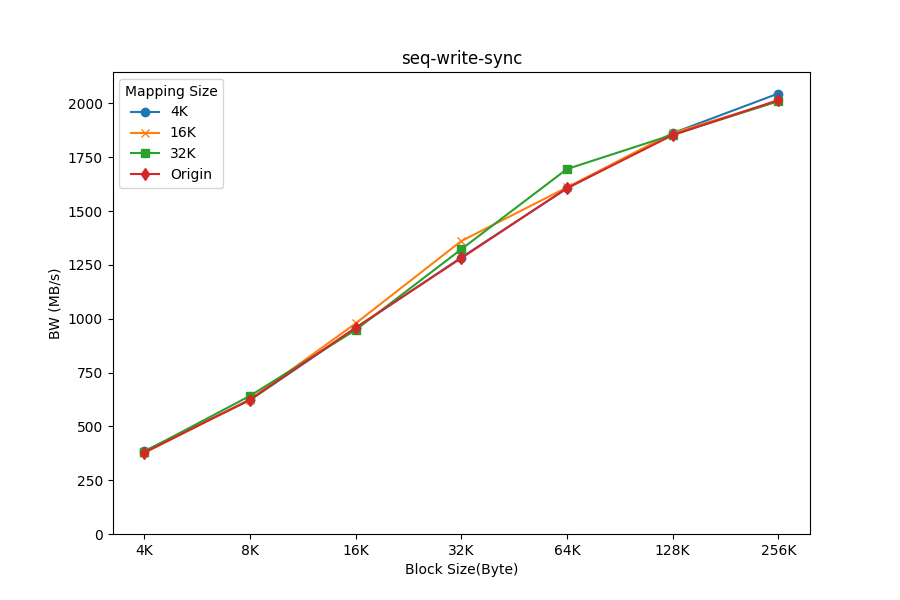 seq-write-sync
Mapping Size
4K
16K
32K
Origin
BW (MB/s)
2000
1750
1500
1250
1000
750
500
250
0
4K 8K 16K 32K 64K 128K 256K
Block Size(Byte)